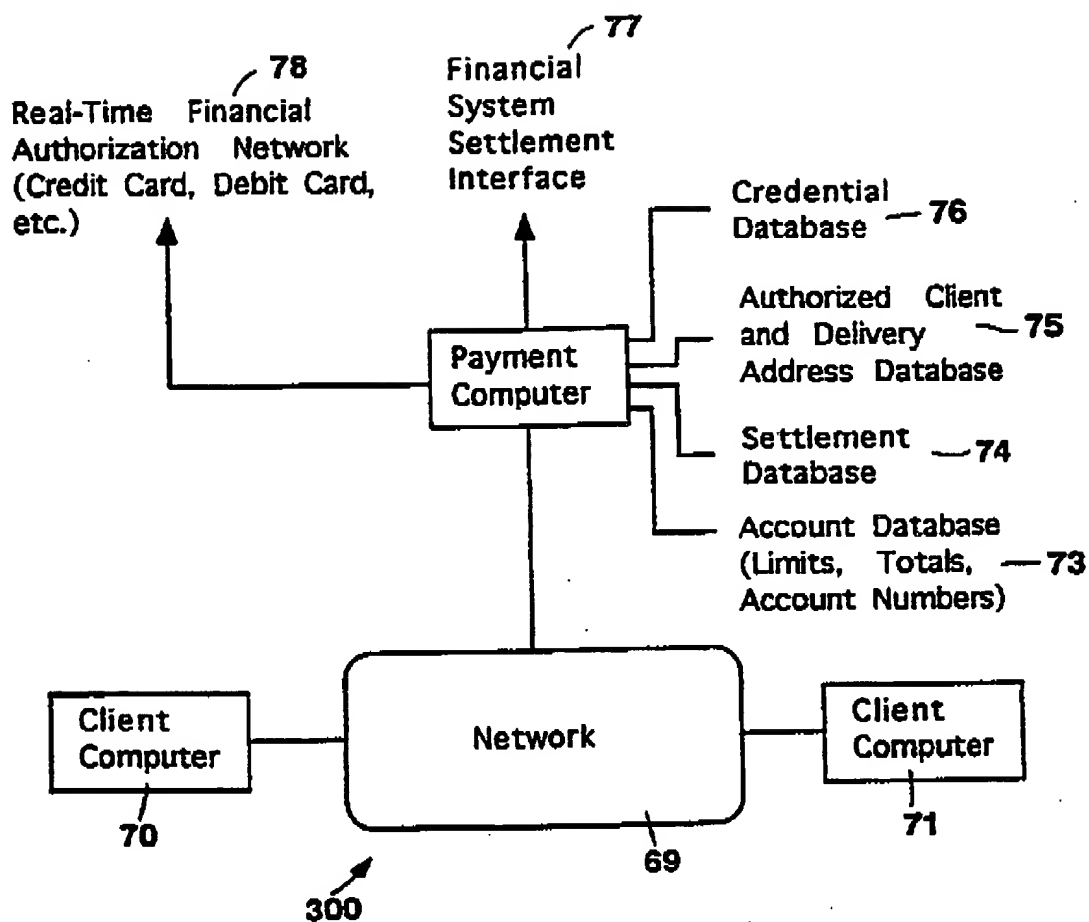 77
78
Financial
System
Settlement
Interface
Real-Time Financial
Authorization Network
(Credit Card, Debit Card,
etc.)
Credential
Database
76
Authorized Client
and Delivery
Address Database
75
Payment
Computer
Settlement
Database
74
Account Database
(Limits, Totals,
Account Numbers)
73
Client
Computer
70
Network
69
Client
Computer
71
300